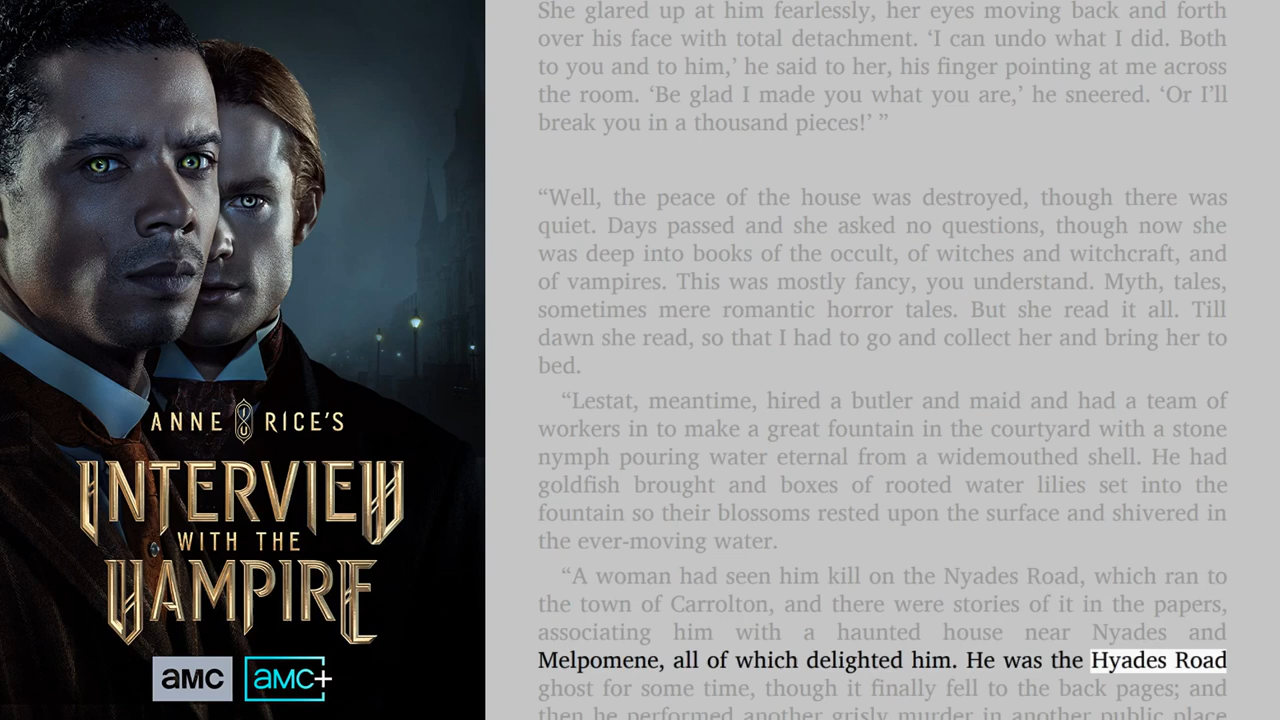 ANNE RICE'S
INTERVIEW
WITH THE
VAMPIRE
aMC
aMC+
She glared up at him fearlessly, her eyes moving back and forth
over his face with total detachment. ‘I can undo what I did. Both
to you and to him,’ he said to her, his finger pointing at me across
the room. ‘Be glad I made you what you are,’ he sneered. ‘Or I’ll
break you in a thousand pieces!’ ”
“Well, the peace of the house was destroyed, though there was
quiet. Days passed and she asked no questions, though now she
was deep into books of the occult, of witches and witchcraft, and
of vampires. This was mostly fancy, you understand. Myth, tales,
sometimes mere romantic horror tales. But she read it all. Till
dawn she read, so that I had to go and collect her and bring her to
bed.
“Lestat, meantime, hired a butler and maid and had a team of
workers in to make a great fountain in the courtyard with a stone
nymph pouring water eternal from a widemouthed shell. He had
goldfish brought and boxes of rooted water lilies set into the
fountain so their blossoms rested upon the surface and shivered in
the ever-moving water.
“A woman had seen him kill on the Nyades Road, which ran to
the town of Carrolton, and there were stories of it in the papers,
associating him with a haunted house near Nyades and
Melpomene, all of which delighted him. He was the Hyades Road
ghost for some time, though it finally fell to the back pages; and
then he performed another grisly murder in another public place